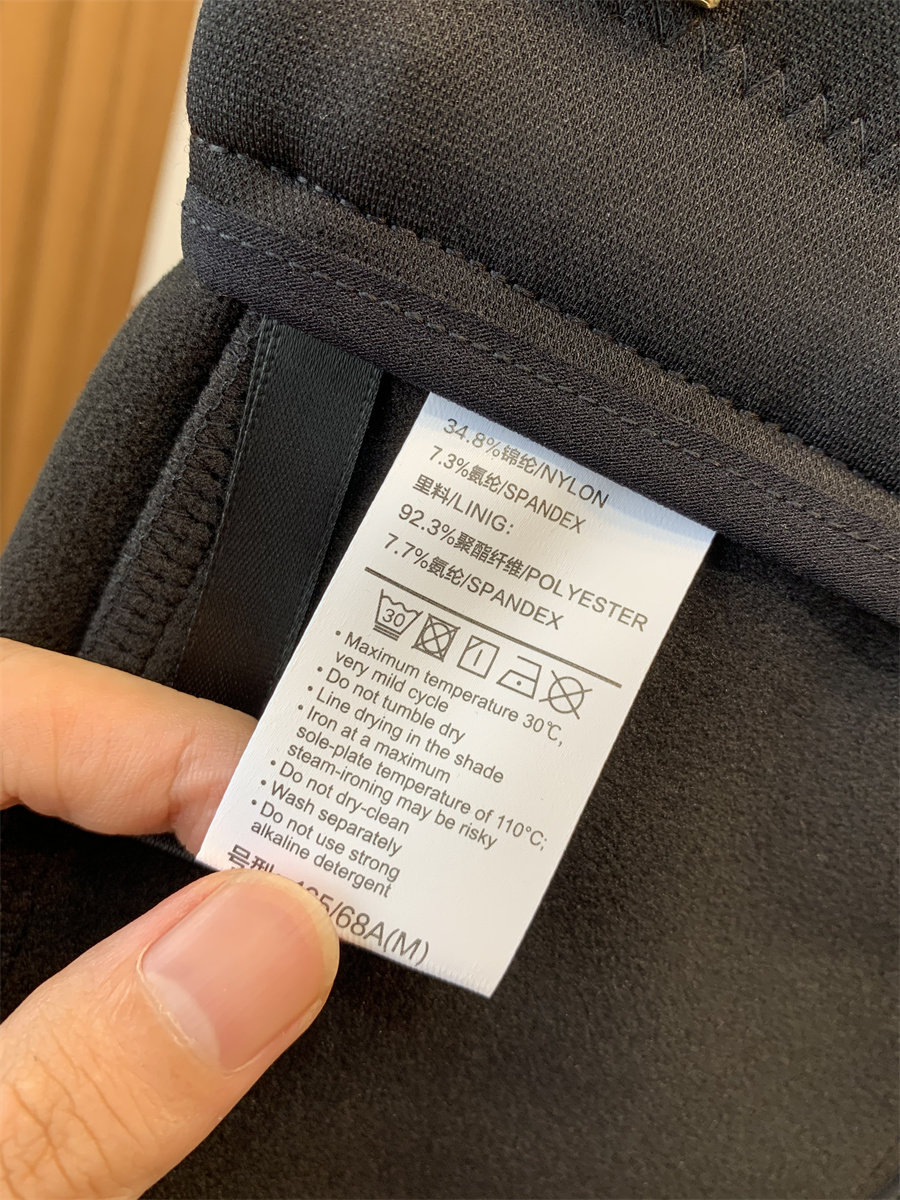 34.8%锦纶/NYLON
7.3%氨纶/SPANDEX
里料/LINIG:
92.3%聚酯纤维/POLYESTER
7.7%氨纶/SPANDEX
30
• Maximum temperature 30℃,
very mild cycle
• Do not tumble dry
• Line drying in the shade
• Iron at a maximum
sole-plate temperature of 110°C;
steam-ironing may be risky
• Do not dry-clean
• Wash separately
• Do not use strong
alkaline detergent
号型: 165/68A(M)